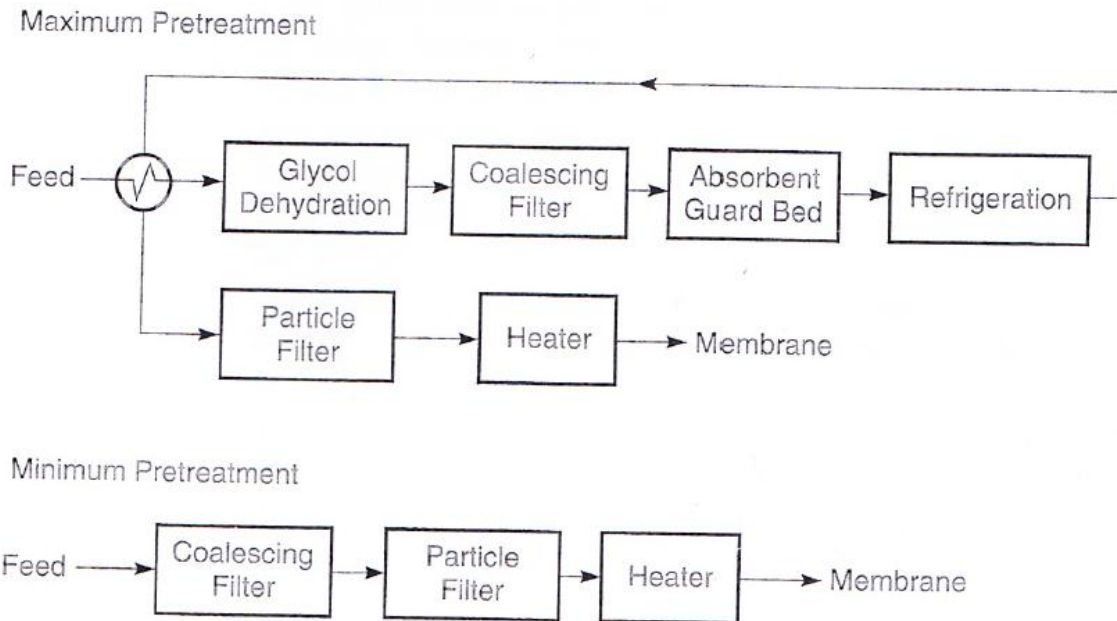 Maximum Pretreatment
Feed
Glycol
Dehydration
Coalescing
Filter
Absorbent
Guard Bed
Refrigeration
Particle
Filter
Heater
Membrane
Minimum Pretreatment
Feed
Coalescing
Filter
Particle
Filter
Heater
Membrane